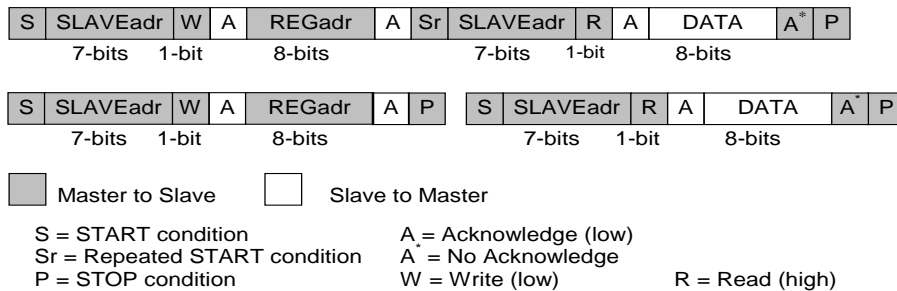 S SLAVEadr W A REGadr A Sr SLAVEadr R A DATA A* P
7-bits 1-bit 8-bits 7-bits 1-bit 8-bits
S SLAVEadr W A REGadr A P S SLAVEadr R A DATA A* P
7-bits 1-bit 8-bits 7-bits 1-bit 8-bits
Master to Slave Slave to Master
S = START condition A = Acknowledge (low)
Sr = Repeated START condition A* = No Acknowledge
P = STOP condition W = Write (low) R = Read (high)